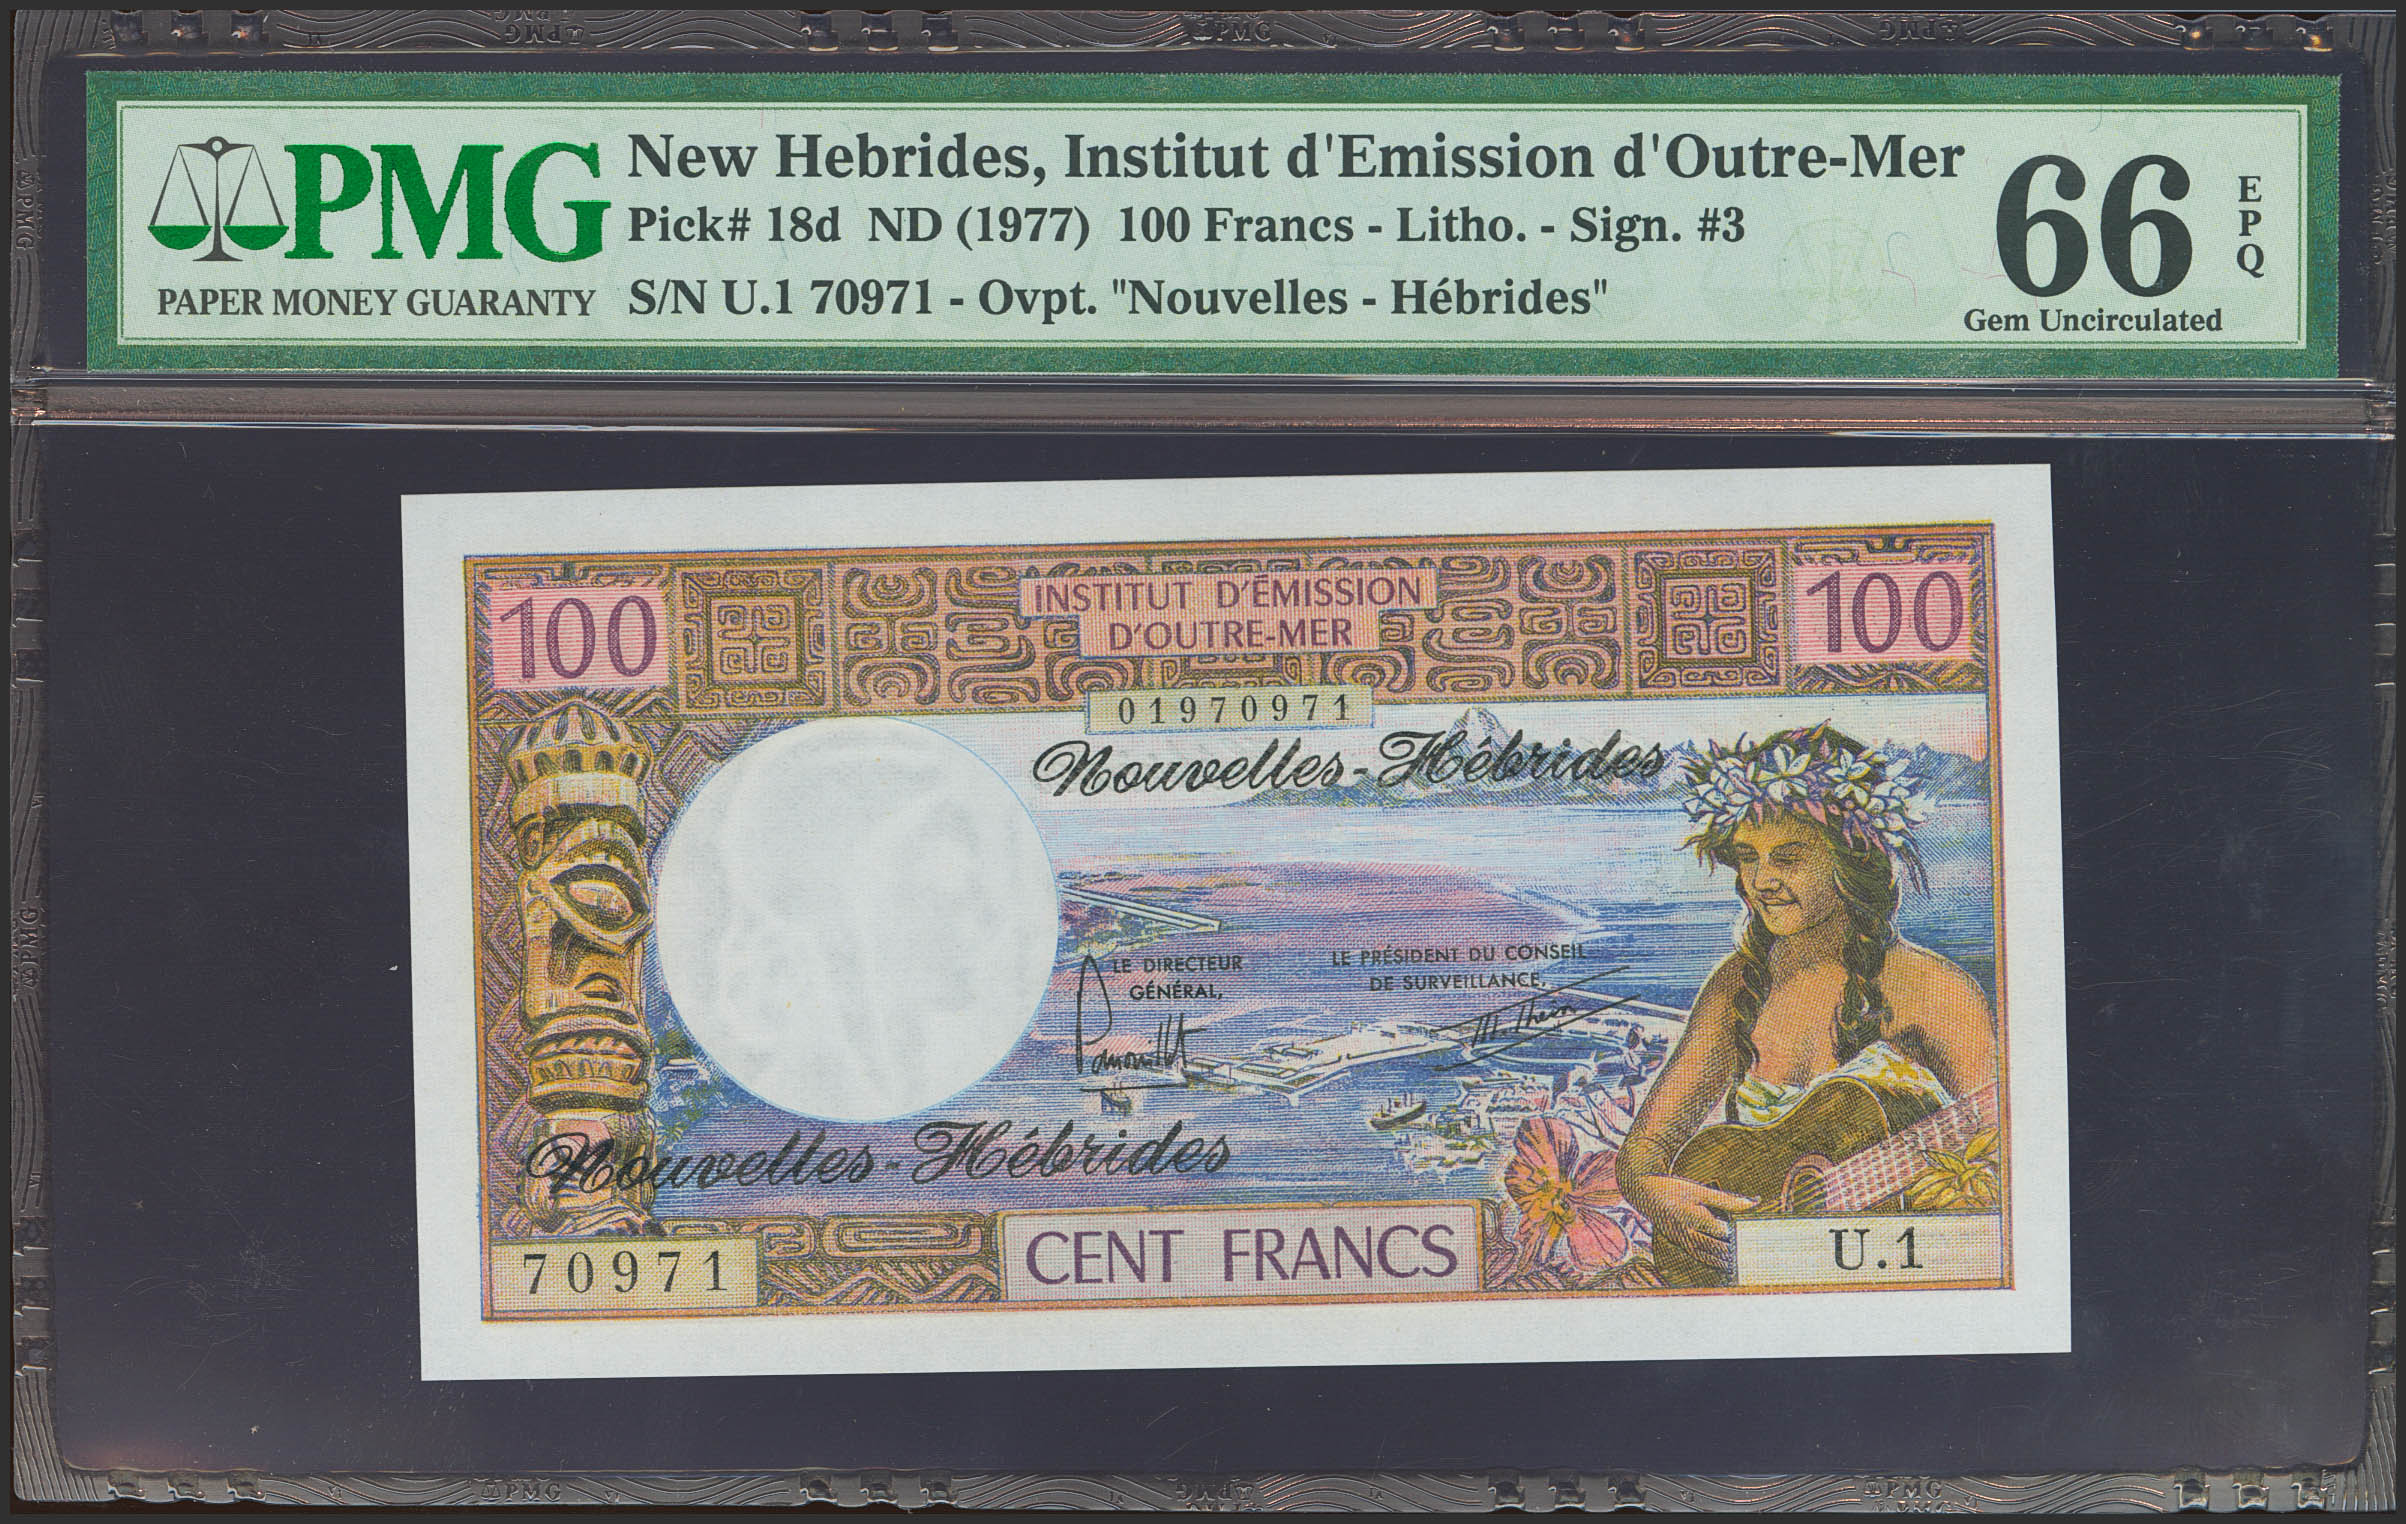 PMG
PAPER MONEY GUARANTY
New Hebrides, Institut d'Emission d'Outre-Mer
Pick# 18d ND (1977) 100 Francs - Litho. - Sign. #3
S/N U.1 70971 - Ovpt. "Nouvelles - Hébrides"
66
EPQ
Gem Uncirculated
100
INSTITUT D'ÉMISSION
D'OUTRE-MER
100
01970971
Nouvelles-Hébrides
LE DIRECTEUR
GÉNÉRAL,
LE PRÉSIDENT DU CONSEIL
DE SURVEILLANCE,
Nouvelles-Hébrides
70971
CENT FRANCS
U.1